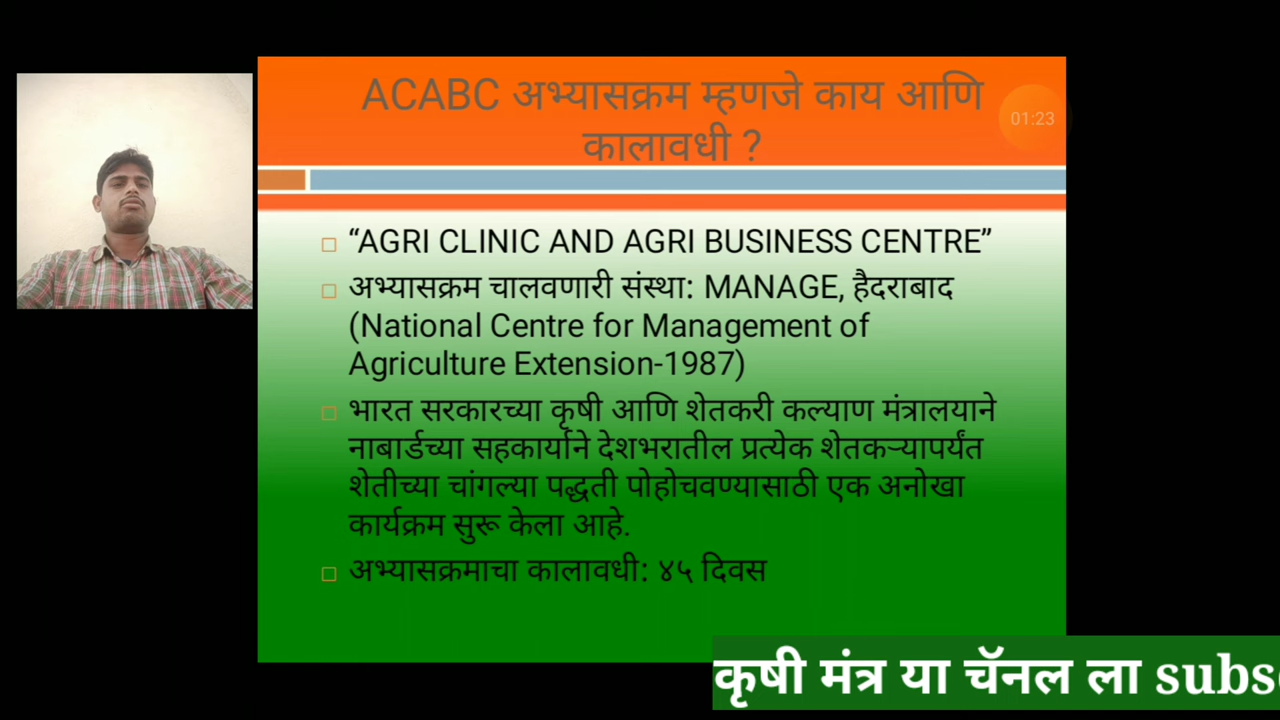 ACABC अभ्यासक्रम म्हणजे काय आणि
कालावधी ?
01:23
“AGRI CLINIC AND AGRI BUSINESS CENTRE”
अभ्यासक्रम चालवणारी संस्था: MANAGE, हैदराबाद
(National Centre for Management of
Agriculture Extension-1987)
भारत सरकारच्या कृषी आणि शेतकरी कल्याण मंत्रालयाने
नाबार्डच्या सहकार्याने देशभरातील प्रत्येक शेतकऱ्यापर्यंत
शेतीच्या चांगल्या पद्धती पोहोचवण्यासाठी एक अनोखा
कार्यक्रम सुरू केला आहे.
अभ्यासक्रमाचा कालावधी: ४५ दिवस
कृषी मंत्र या चॅनल ला subs